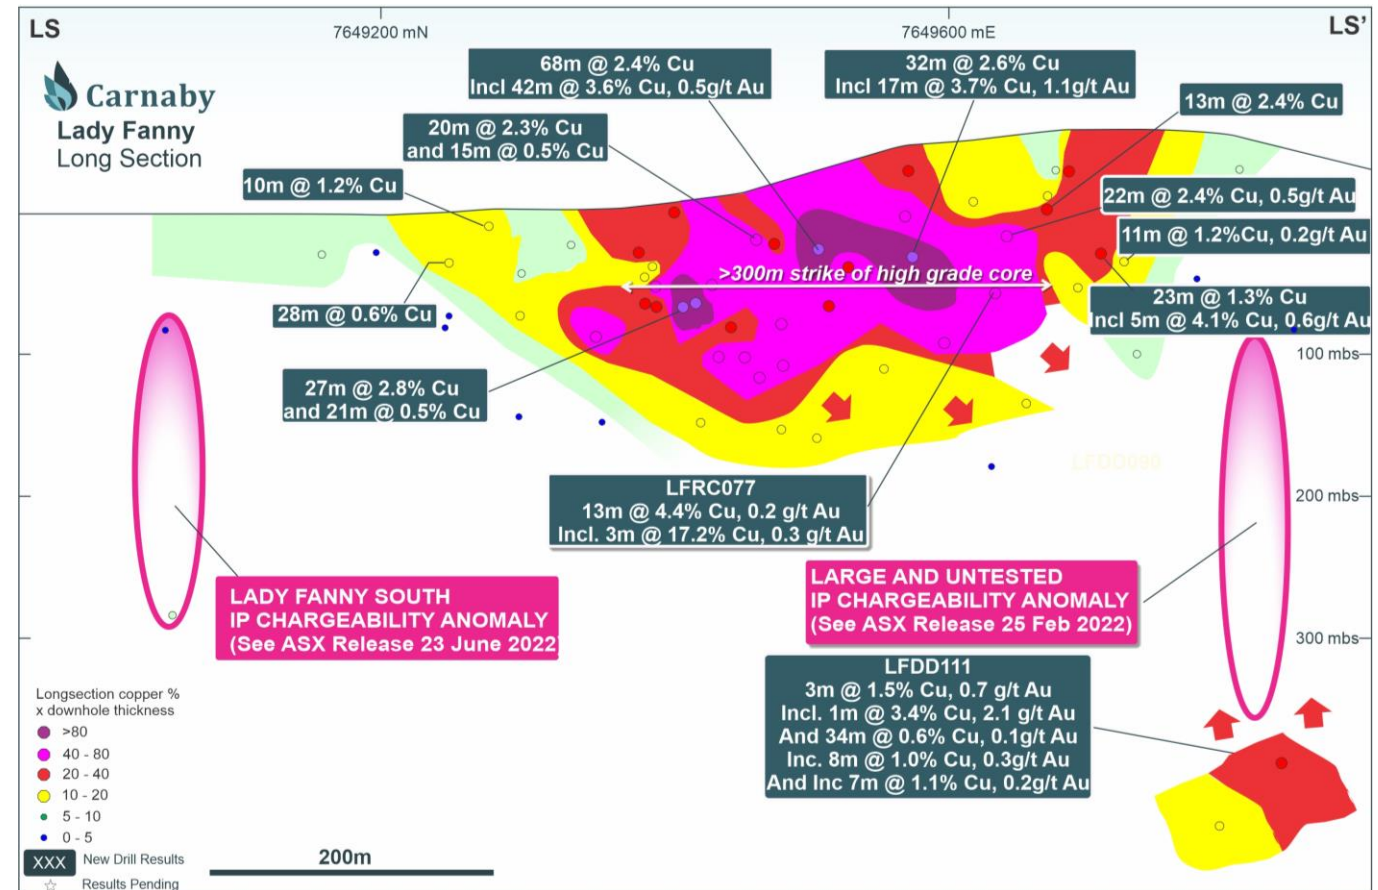 LS
7649200 mN
7649600 mE
LS’
Carnaby
Lady Fanny
Long Section
68m @ 2.4% Cu
Incl 42m @ 3.6% Cu, 0.5g/t Au
32m @ 2.6% Cu
Incl 17m @ 3.7% Cu, 1.1g/t Au
13m @ 2.4% Cu
20m @ 2.3% Cu
and 15m @ 0.5% Cu
10m @ 1.2% Cu
22m @ 2.4% Cu, 0.5g/t Au
11m @ 1.2%Cu, 0.2g/t Au
>300m strike of high grade core
28m @ 0.6% Cu
23m @ 1.3% Cu
Incl 5m @ 4.1% Cu, 0.6g/t Au
100 mbs
27m @ 2.8% Cu
and 21m @ 0.5% Cu
LFDD090
LFRC077
13m @ 4.4% Cu, 0.2 g/t Au
Incl. 3m @ 17.2% Cu, 0.3 g/t Au
200 mbs
LADY FANNY SOUTH
IP CHARGEABILITY ANOMALY
(See ASX Release 23 June 2022
LARGE AND UNTESTED
IP CHARGEABILITY ANOMALY
(See ASX Release 25 Feb 2022)
300 mbs
LFDD111
3m @ 1.5% Cu, 0.7 g/t Au
Incl. 1m @ 3.4% Cu, 2.1 g/t Au
And 34m @ 0.6% Cu, 0.1g/t Au
Inc. 8m @ 1.0% Cu, 0.3g/t Au
And Inc 7m @ 1.1% Cu, 0.2g/t Au
Longsection copper %
x downhole thickness
>80
40 - 80
20 - 40
10 - 20
5 - 10
0 - 5
XXX New Drill Results
Results Pending
200m